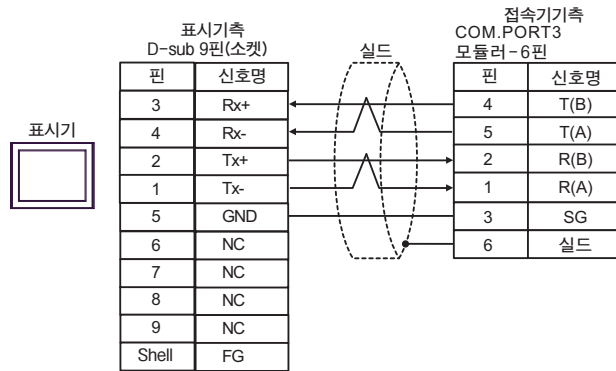 표시기측
D-sub 9핀(소켓)
실드
접속기기측
COM.PORT3
모듈러-6핀
핀 신호명
핀 신호명
3 Rx+
4 T(B)
4 Rx-
5 T(A)
표시기
2 Tx+
2 R(B)
1 Tx-
1 R(A)
5 GND
3 SG
6 NC
6 실드
7 NC
8 NC
9 NC
Shell FG